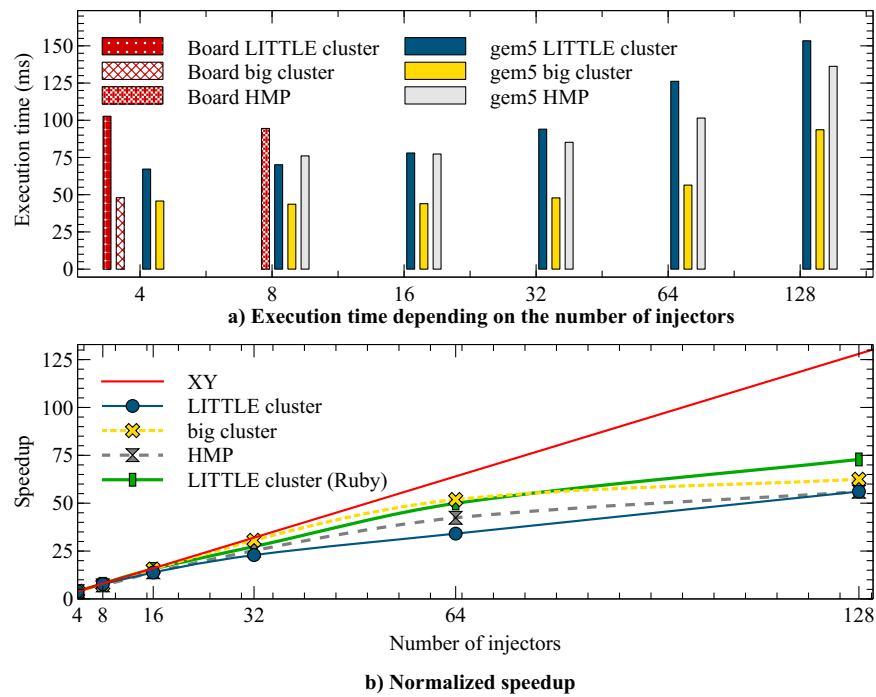 150
125
100
75
50
25
0
Execution time (ms)
Board LITTLE cluster
Board big cluster
Board HMP
gem5 LITTLE cluster
gem5 big cluster
gem5 HMP
4 8 16 32 64 128
a) Execution time depending on the number of injectors
125
100
75
50
25
0
Speedup
XY
LITTLE cluster
big cluster
HMP
LITTLE cluster (Ruby)
4 8 16 32 64 128
Number of injectors
b) Normalized speedup